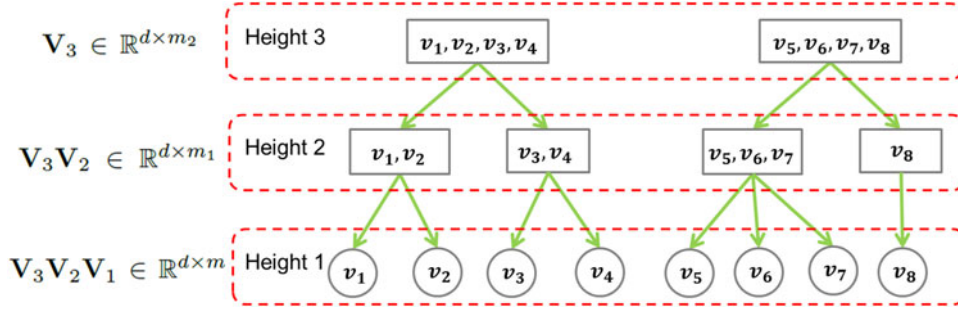 V₃ ∈ ℝ^{d×m₂} Height 3 v₁, v₂, v₃, v₄ v₅, v₆, v₇, v₈
V₃V₂ ∈ ℝ^{d×m₁} Height 2 v₁, v₂ v₃, v₄ v₅, v₆, v₇ v₈
V₃V₂V₁ ∈ ℝ^{d×m} Height 1 v₁ v₂ v₃ v₄ v₅ v₆ v₇ v₈